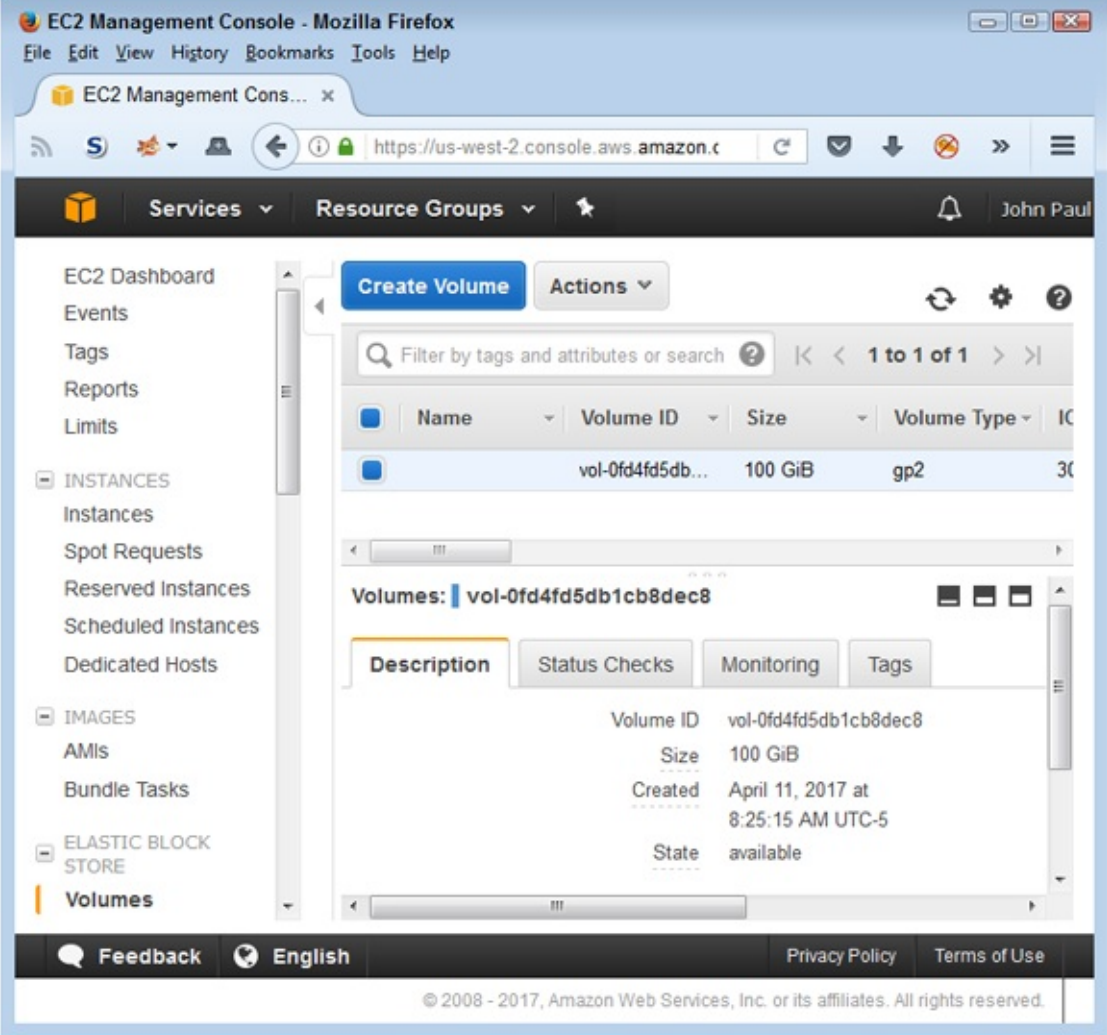 EC2 Management Console - Mozilla Firefox
File Edit View History Bookmarks Tools Help
EC2 Management Cons...
https://us-west-2.console.aws.amazon.c
Services Resource Groups John Paul
EC2 Dashboard
Events
Tags
Reports
Limits
INSTANCES
Instances
Spot Requests
Reserved Instances
Scheduled Instances
Dedicated Hosts
IMAGES
AMIs
Bundle Tasks
ELASTIC BLOCK
STORE
Volumes
Create Volume Actions
Filter by tags and attributes or search 1 to 1 of 1
Name Volume ID Size Volume Type IC
vol-0fd4fd5db... 100 GiB gp2 30
Volumes: vol-0fd4fd5db1cb8dec8
Description Status Checks Monitoring Tags
Volume ID vol-0fd4fd5db1cb8dec8
Size 100 GiB
Created April 11, 2017 at
8:25:15 AM UTC-5
State available
Feedback English Privacy Policy Terms of Use
© 2008 - 2017, Amazon Web Services, Inc. or its affiliates. All rights reserved.